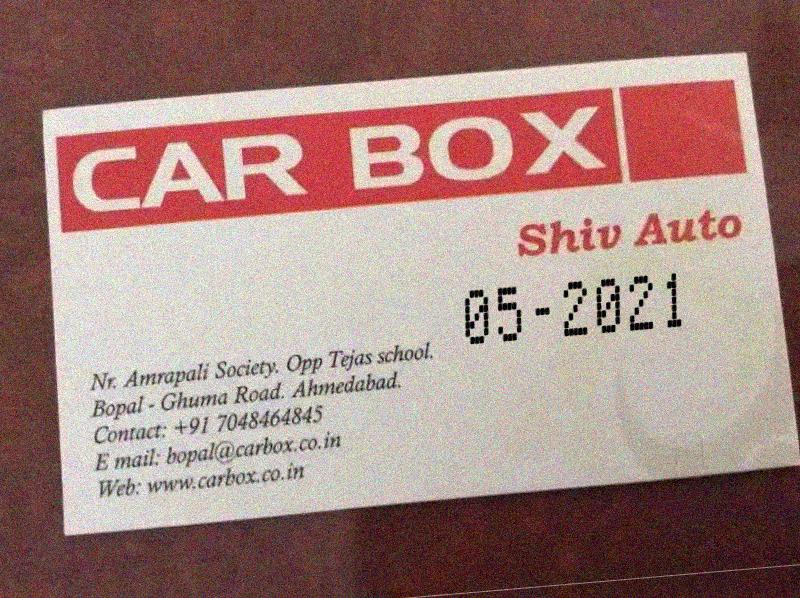 CAR BOX
Shiv Auto
05-2021
Nr. Amrapali Society. Opp Tejas school.
Bopal - Ghuma Road. Ahmedabad.
Contact: +91 7048464845
E mail: bopal@carbox.co.in
Web: www.carbox.co.in